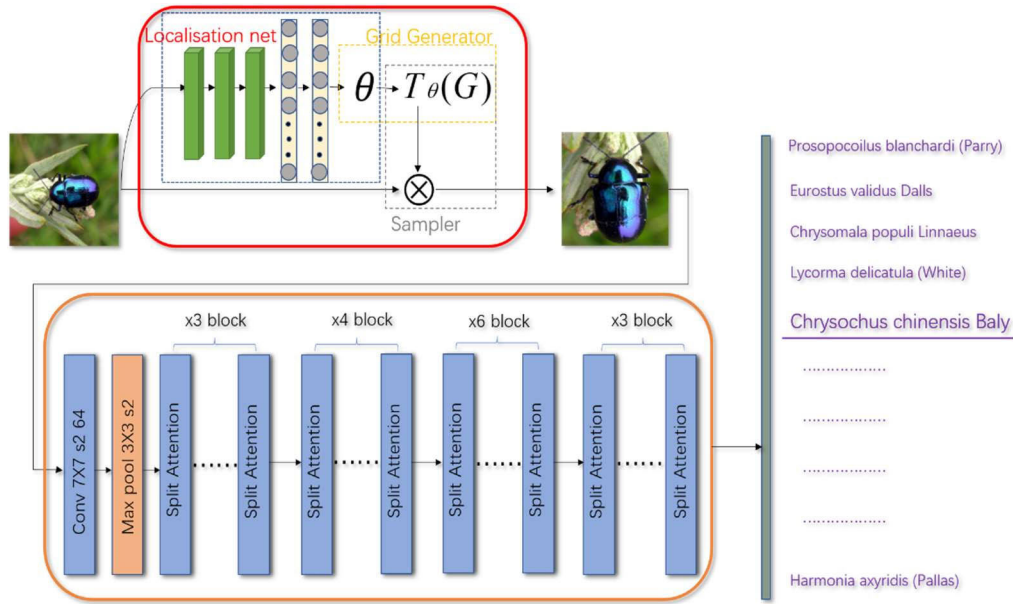 Localisation net
Grid Generator
θ
T θ(G)
Sampler
Prosopocoilus blanchardi (Parry)
Eurostus validus Dalls
Chrysomala populi Linnaeus
Lycorma delicatula (White)
Chrysochus chinensis Baly
..................
..................
..................
..................
Harmonia axyridis (Pallas)
x3 block
x4 block
x6 block
x3 block
Conv 7X7 s2 64
Max pool 3X3 s2
Split Attention
Split Attention
Split Attention
Split Attention
Split Attention
Split Attention
Split Attention
Split Attention